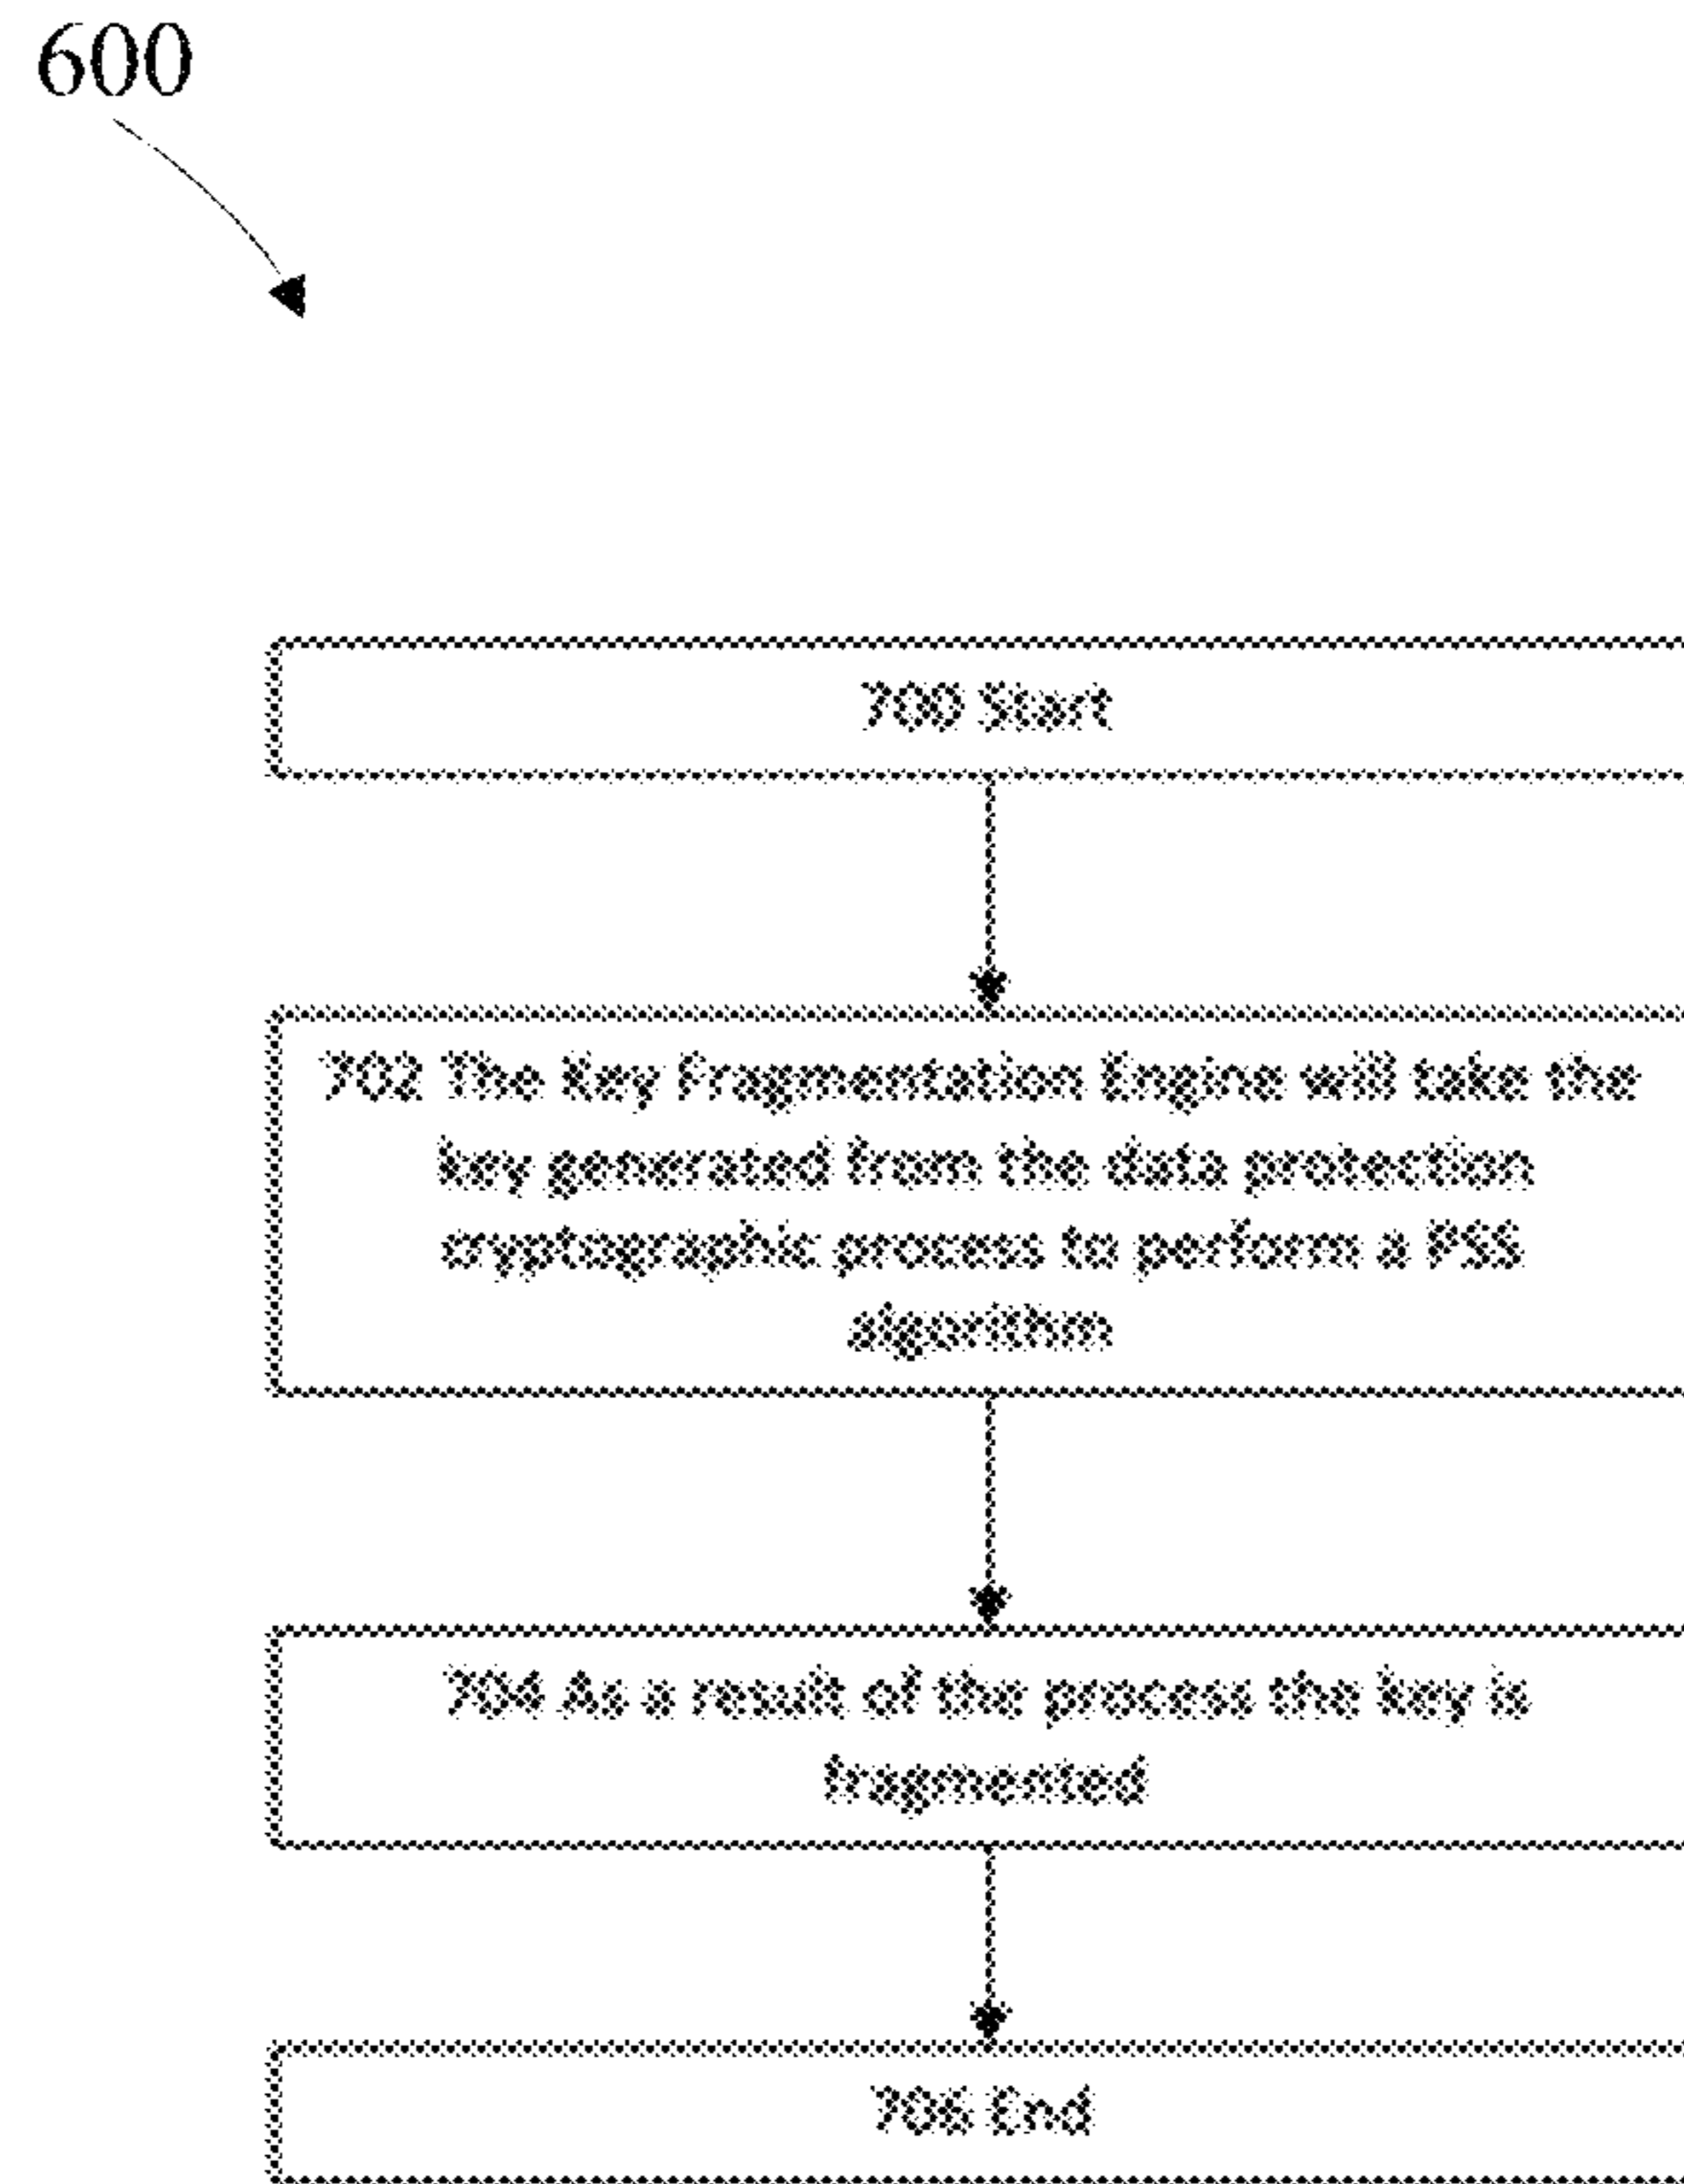 600
700 Start
702 The Key Fragmentation Engine will take the
key generated from the data protection
cryptographic process to perform a PSS
algorithm
704 As a result of the process the key is
fragmented
706 End